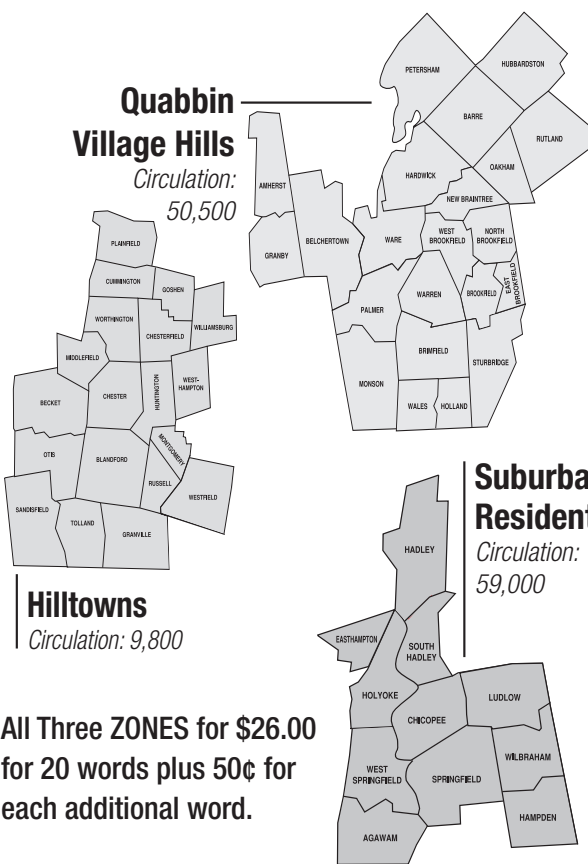 Quabbin
Village Hills
Circulation:
50,500
PETERSHAM
HUBBARDSTON
BARRE
RUTLAND
OAKHAM
HARDWICK
NEW BRAINTREE
AMHERST
BELCHERTOWN
GRANBY
WARE
WEST
BROOKFIELD
NORTH
BROOKFIELD
EAST
BROOKFIELD
BROOKFIELD
WARREN
PALMER
BRIMFIELD
STURBRIDGE
MONSON
WALES
HOLLAND
PLAINFIELD
CUMMINGTON
GOSHEN
WORTHINGTON
CHESTERFIELD
WILLIAMSBURG
MIDDLEFIELD
WEST-
HAMPTON
HUNTINGTON
CHESTER
BECKET
MONTGOMERY
OTIS
BLANDFORD
RUSSELL
WESTFIELD
SANDISFIELD
TOLLAND
GRANVILLE
Hilltowns
Circulation: 9,800
Suburba
Resident
Circulation:
59,000
HADLEY
EASTHAMPTON
SOUTH
HADLEY
HOLYOKE
LUDLOW
CHICOPEE
WILBRAHAM
WEST
SPRINGFIELD
SPRINGFIELD
HAMPDEN
AGAWAM
All Three ZONES for $26.00
for 20 words plus 50¢ for
each additional word.